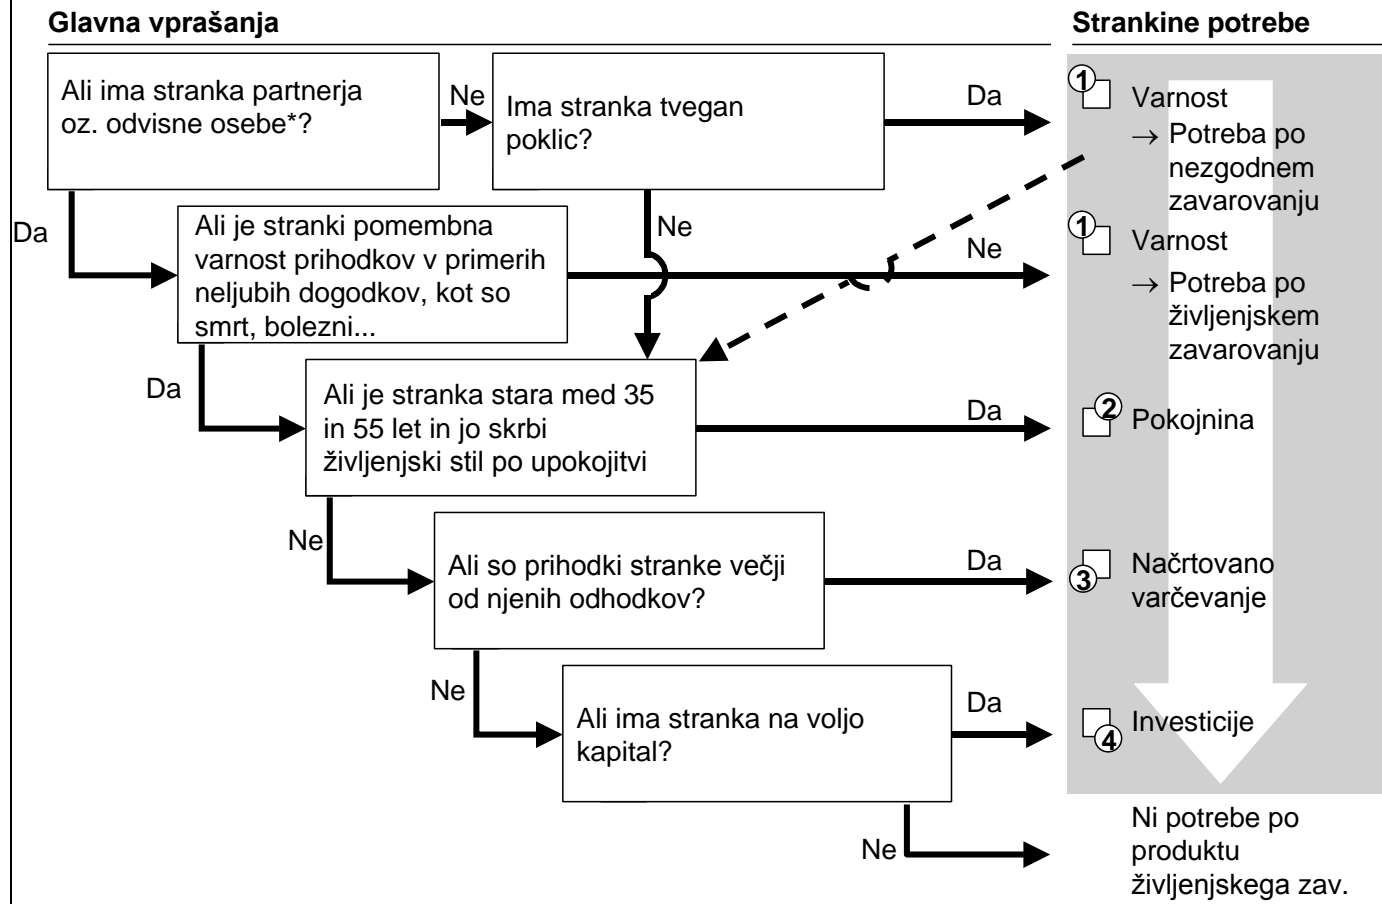 Glavna vprašanja
Strankine potrebe
Ali ima stranka partnerja
oz. odvisne osebe*?
Ne
Ima stranka tvegan
poklic?
Da
1
Varnost
→ Potreba po
nezgodnem
zavarovanju
Da
Ali je stranki pomembna
varnost prihodkov v primerih
neljubih dogodkov, kot so
smrt, bolezni...
Ne
Ne
1
Varnost
→ Potreba po
življenjskem
zavarovanju
Da
Ali je stranka stara med 35
in 55 let in jo skrbi
življenjski stil po upokojitvi
Da
2
Pokojnina
Ne
Ali so prihodki stranke večji
od njenih odhodkov?
Da
3
Načrtovano
varčevanje
Ne
Ali ima stranka na voljo
kapital?
Da
4
Investicije
Ne
Ni potrebe po
produktu
življenjskega zav.